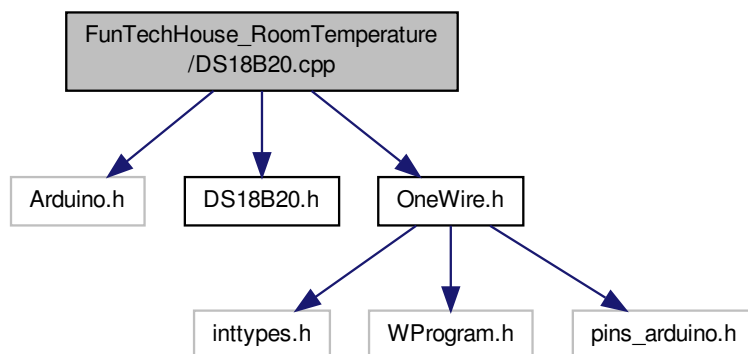 FunTechHouse_RoomTemperature
/DS18B20.cpp
Arduino.h
DS18B20.h
OneWire.h
inttypes.h
WProgram.h
pins_arduino.h